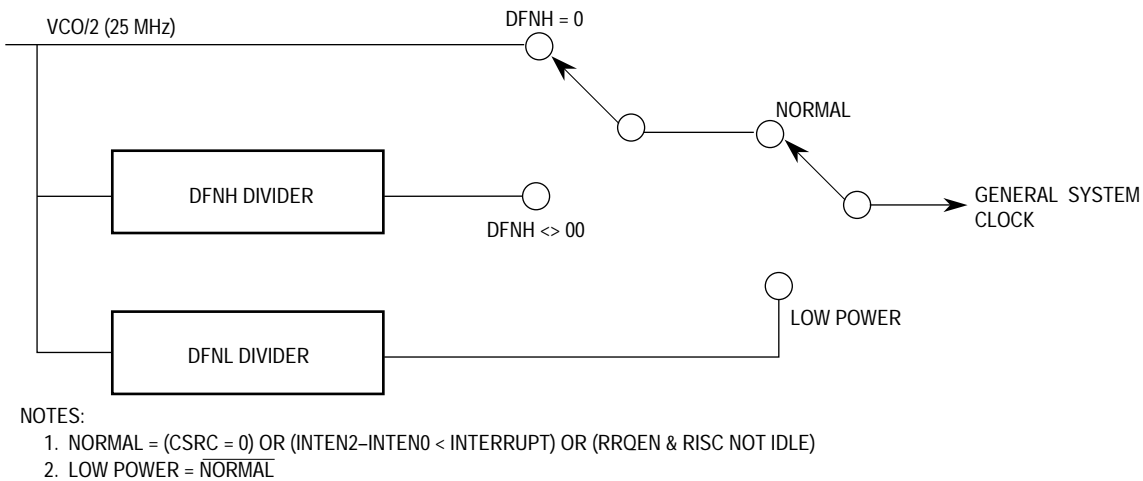 VCO/2 (25 MHz)
DFNH = 0
NORMAL
DFNH DIVIDER
GENERAL SYSTEM
CLOCK
DFNH <> 00
LOW POWER
DFNL DIVIDER
NOTES:
1. NORMAL = (CSRC = 0) OR (INTEN2–INTEN0 < INTERRUPT) OR (RRQEN & RISC NOT IDLE)
2. LOW POWER = NORMAL